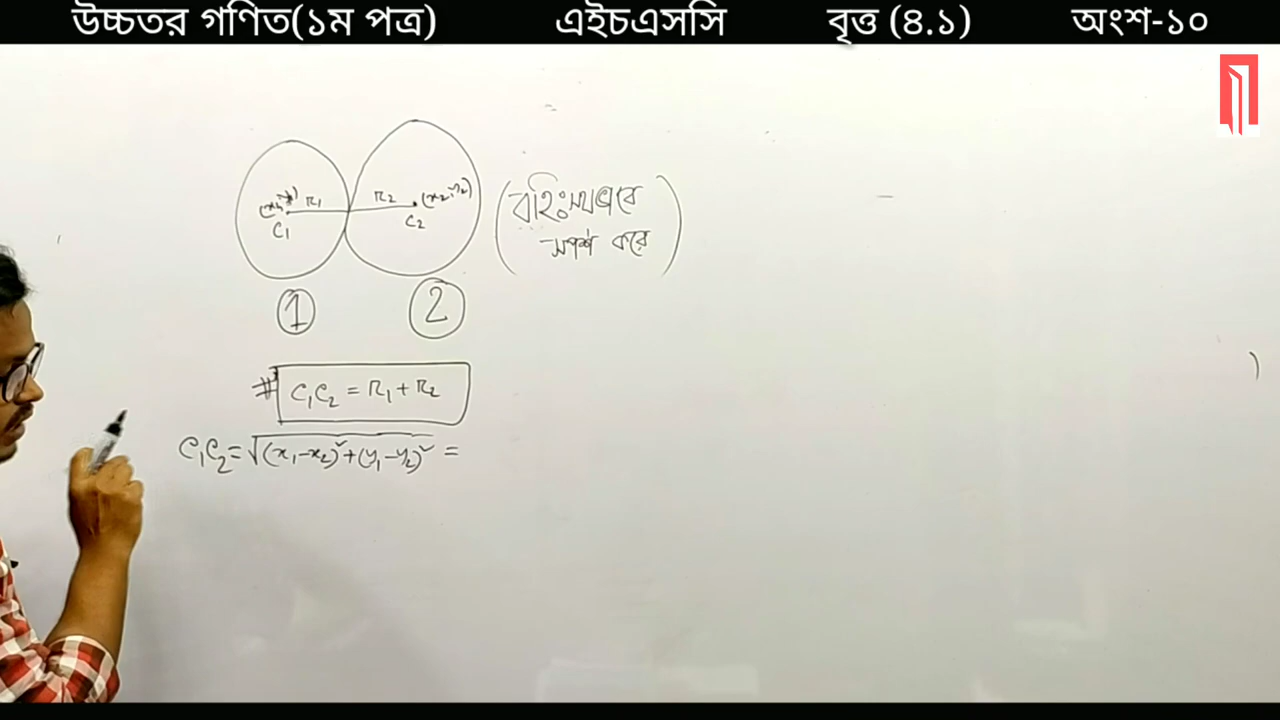 উচ্চতর গণিত(১ম পত্র) এইচএসসি বৃত্ত (৪.১) অংশ-১০
r₁ r₂ (x₂,y₂)
C₁ C₂
(বহিঃস্থভাবে
স্পর্শ করে)
① ②
# C₁C₂ = r₁ + r₂
C₁C₂ = √(x₁-x₂)² + (y₁-y₂)² =